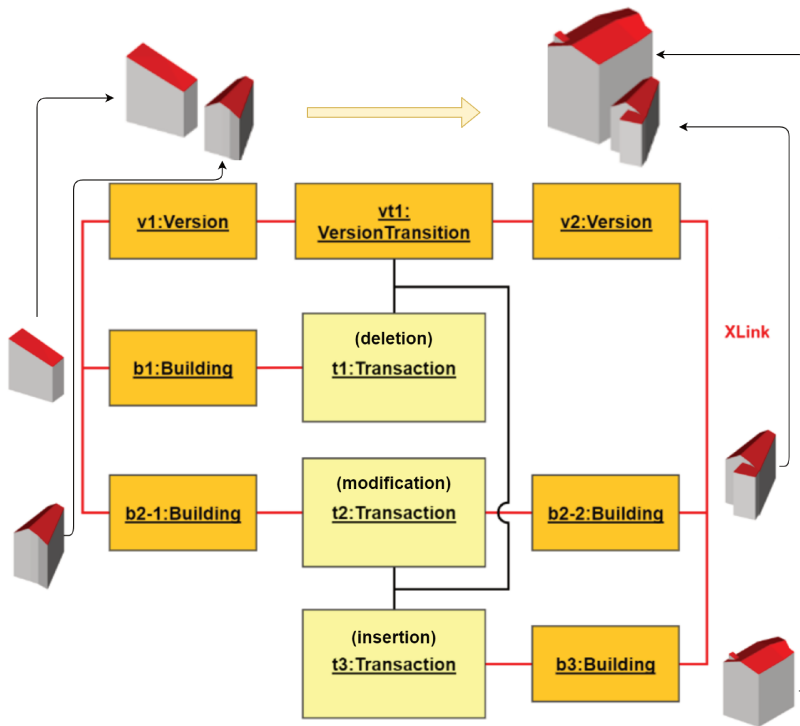 v1:Version
vt1:
VersionTransition
v2:Version
XLink
(deletion)
b1:Building
t1:Transaction
(modification)
b2-1:Building
t2:Transaction
b2-2:Building
(insertion)
t3:Transaction
b3:Building